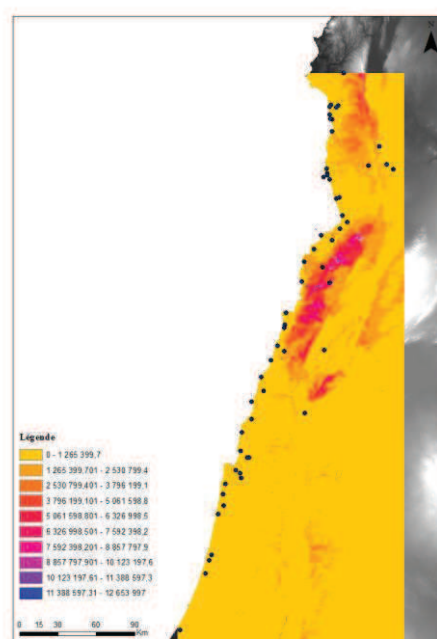 N
Légende
0 - 1 265 399,7
1 265 399,701 - 2 530 799,4
2 530 799,401 - 3 796 199,1
3 796 199,101 - 5 061 598,8
5 061 598,801 - 6 326 998,5
6 326 998,501 - 7 592 398,2
7 592 398,201 - 8 857 797,9
8 857 797,901 - 10 123 197,6
10 123 197,61 - 11 388 597,3
11 388 597,31 - 12 653 997
0 15 30 60 90
Km